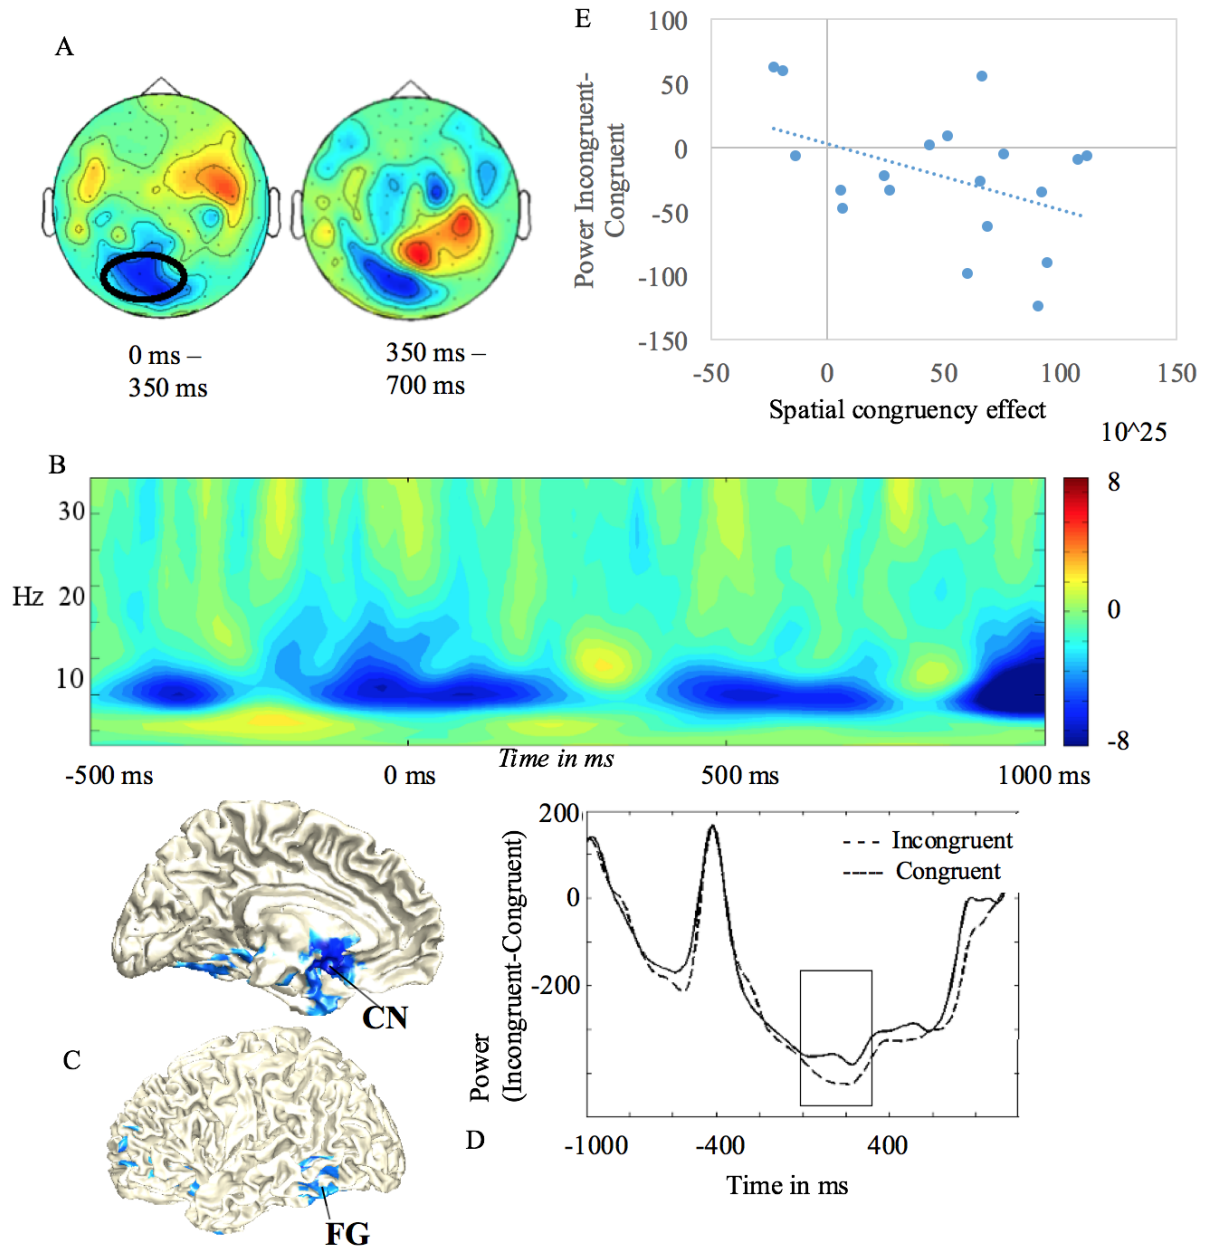 A
0 ms –
350 ms
350 ms –
700 ms
E
Power Incongruent-
Congruent
100
50
0
-50
-100
-150
-50 0 50 100 150
Spatial congruency effect
10^25
B
Hz
30
20
10
8
0
-8
Time in ms
-500 ms 0 ms 500 ms 1000 ms
CN
C
FG
D
Power
(Incongruent-Congruent)
200
0
-200
Incongruent
Congruent
-1000 -400 400
Time in ms